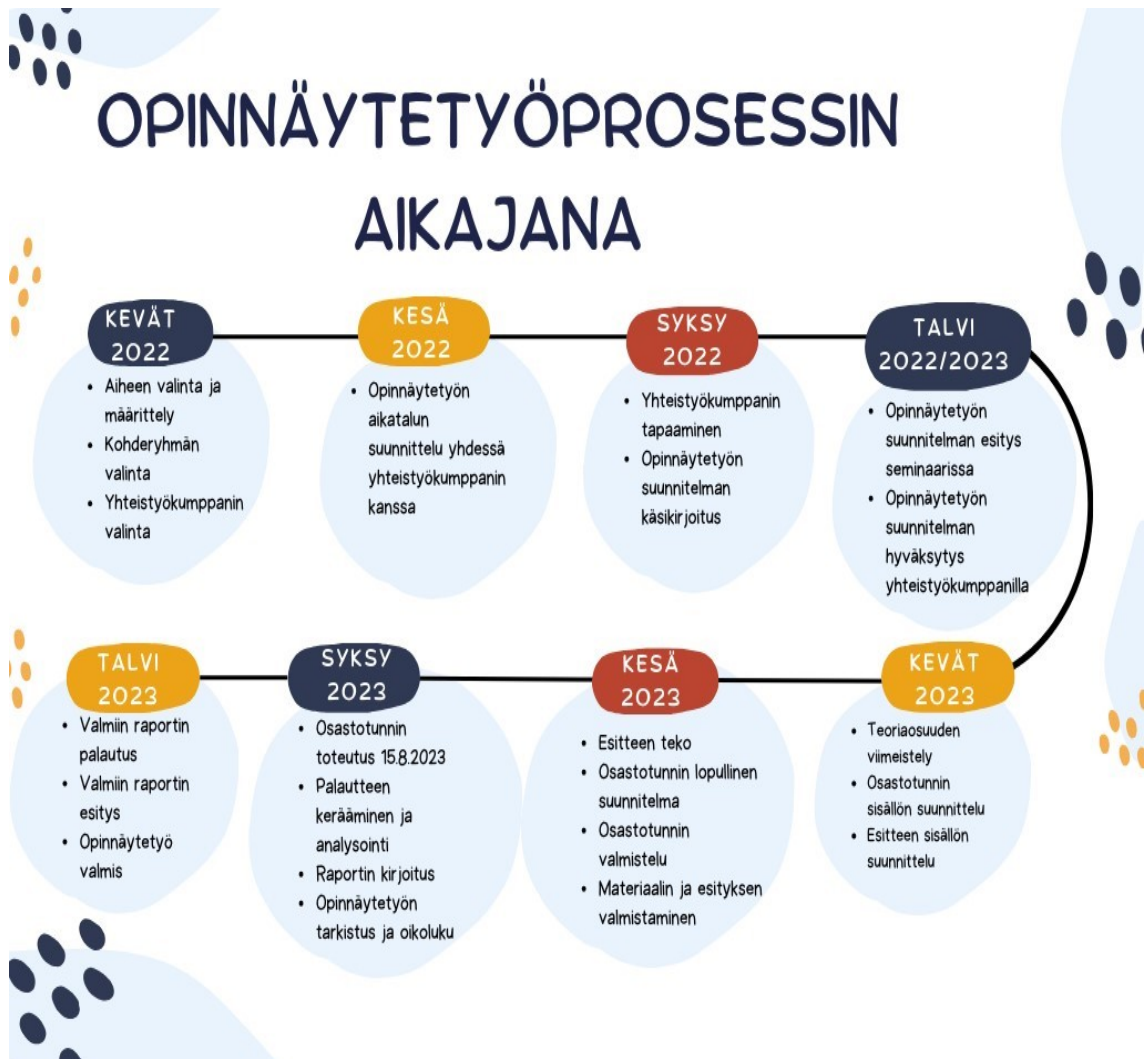 OPINNÄYTETYÖPROSESSIN
AIKAJANA
KEVÄT
2022
• Aiheen valinta ja
määrittely
• Kohderyhmän
valinta
• Yhteistyökumppanin
valinta
KESÄ
2022
• Opinnäytetyön
aikatalun
suunnittelu yhdessä
yhteistyökumppanin
kanssa
SYKSY
2022
• Yhteistyökumppanin
tapaaminen
• Opinnäytetyön
suunnitelman
käsikirjoitus
TALVI
2022/2023
• Opinnäytetyön
suunnitelman esitys
seminaarissa
• Opinnäytetyön
suunnitelman
hyväksytys
yhteistyökumppanilla
KEVÄT
2023
• Teoriaosuuden
viimeistely
• Osastotunnin
sisällön suunnittelu
• Esitteen sisällön
suunnittelu
KESÄ
2023
• Esitteen teko
• Osastotunnin lopullinen
suunnitelma
• Osastotunnin
valmistelu
• Materiaalin ja esityksen
valmistaminen
SYKSY
2023
• Osastotunnin
toteutus 15.8.2023
• Palautteen
kerääminen ja
analysointi
• Raportin kirjoitus
• Opinnäytetyön
tarkistus ja oikoluku
TALVI
2023
• Valmiin raportin
palautus
• Valmiin raportin
esitys
• Opinnäytetyö
valmis